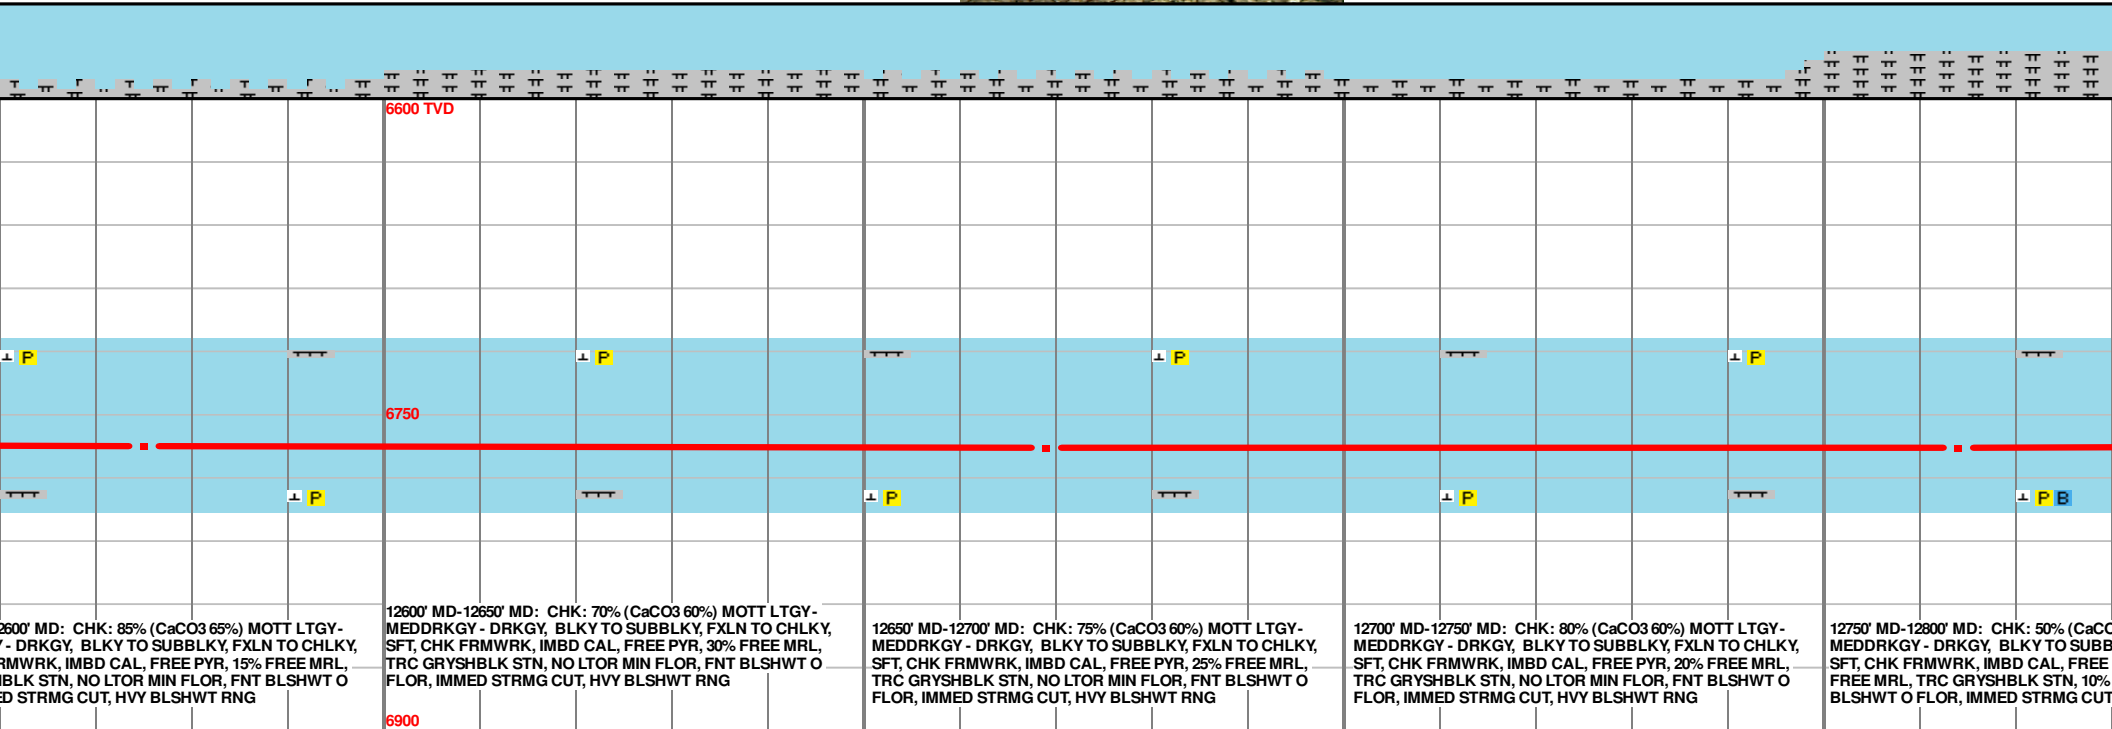 6600 TVD
P
P
P
P
6750
P
P
P
P B
2600' MD: CHK: 85% (CaCO3 65%) MOTT LTGY-
Y - DRKGY, BLKY TO SUBBLKY, FXLN TO CHLKY,
RMWRK, IMBD CAL, FREE PYR, 15% FREE MRL,
HBLK STN, NO LTOR MIN FLOR, FNT BLSHWT O
ED STRMG CUT, HVY BLSHWT RNG
12600' MD-12650' MD: CHK: 70% (CaCO3 60%) MOTT LTGY-
MEDDRKGY - DRKGY, BLKY TO SUBBLKY, FXLN TO CHLKY,
SFT, CHK FRMWRK, IMBD CAL, FREE PYR, 30% FREE MRL,
TRC GRYSHBLK STN, NO LTOR MIN FLOR, FNT BLSHWT O
FLOR, IMMED STRMG CUT, HVY BLSHWT RNG
12650' MD-12700' MD: CHK: 75% (CaCO3 60%) MOTT LTGY-
MEDDRKGY - DRKGY, BLKY TO SUBBLKY, FXLN TO CHLKY,
SFT, CHK FRMWRK, IMBD CAL, FREE PYR, 25% FREE MRL,
TRC GRYSHBLK STN, NO LTOR MIN FLOR, FNT BLSHWT O
FLOR, IMMED STRMG CUT, HVY BLSHWT RNG
12700' MD-12750' MD: CHK: 80% (CaCO3 60%) MOTT LTGY-
MEDDRKGY - DRKGY, BLKY TO SUBBLKY, FXLN TO CHLKY,
SFT, CHK FRMWRK, IMBD CAL, FREE PYR, 20% FREE MRL,
TRC GRYSHBLK STN, NO LTOR MIN FLOR, FNT BLSHWT O
FLOR, IMMED STRMG CUT, HVY BLSHWT RNG
12750' MD-12800' MD: CHK: 50% (CaCO
MEDDRKGY - DRKGY, BLKY TO SUBB
SFT, CHK FRMWRK, IMBD CAL, FREE
FREE MRL, TRC GRYSHBLK STN, 10%
BLSHWT O FLOR, IMMED STRMG CUT
6900